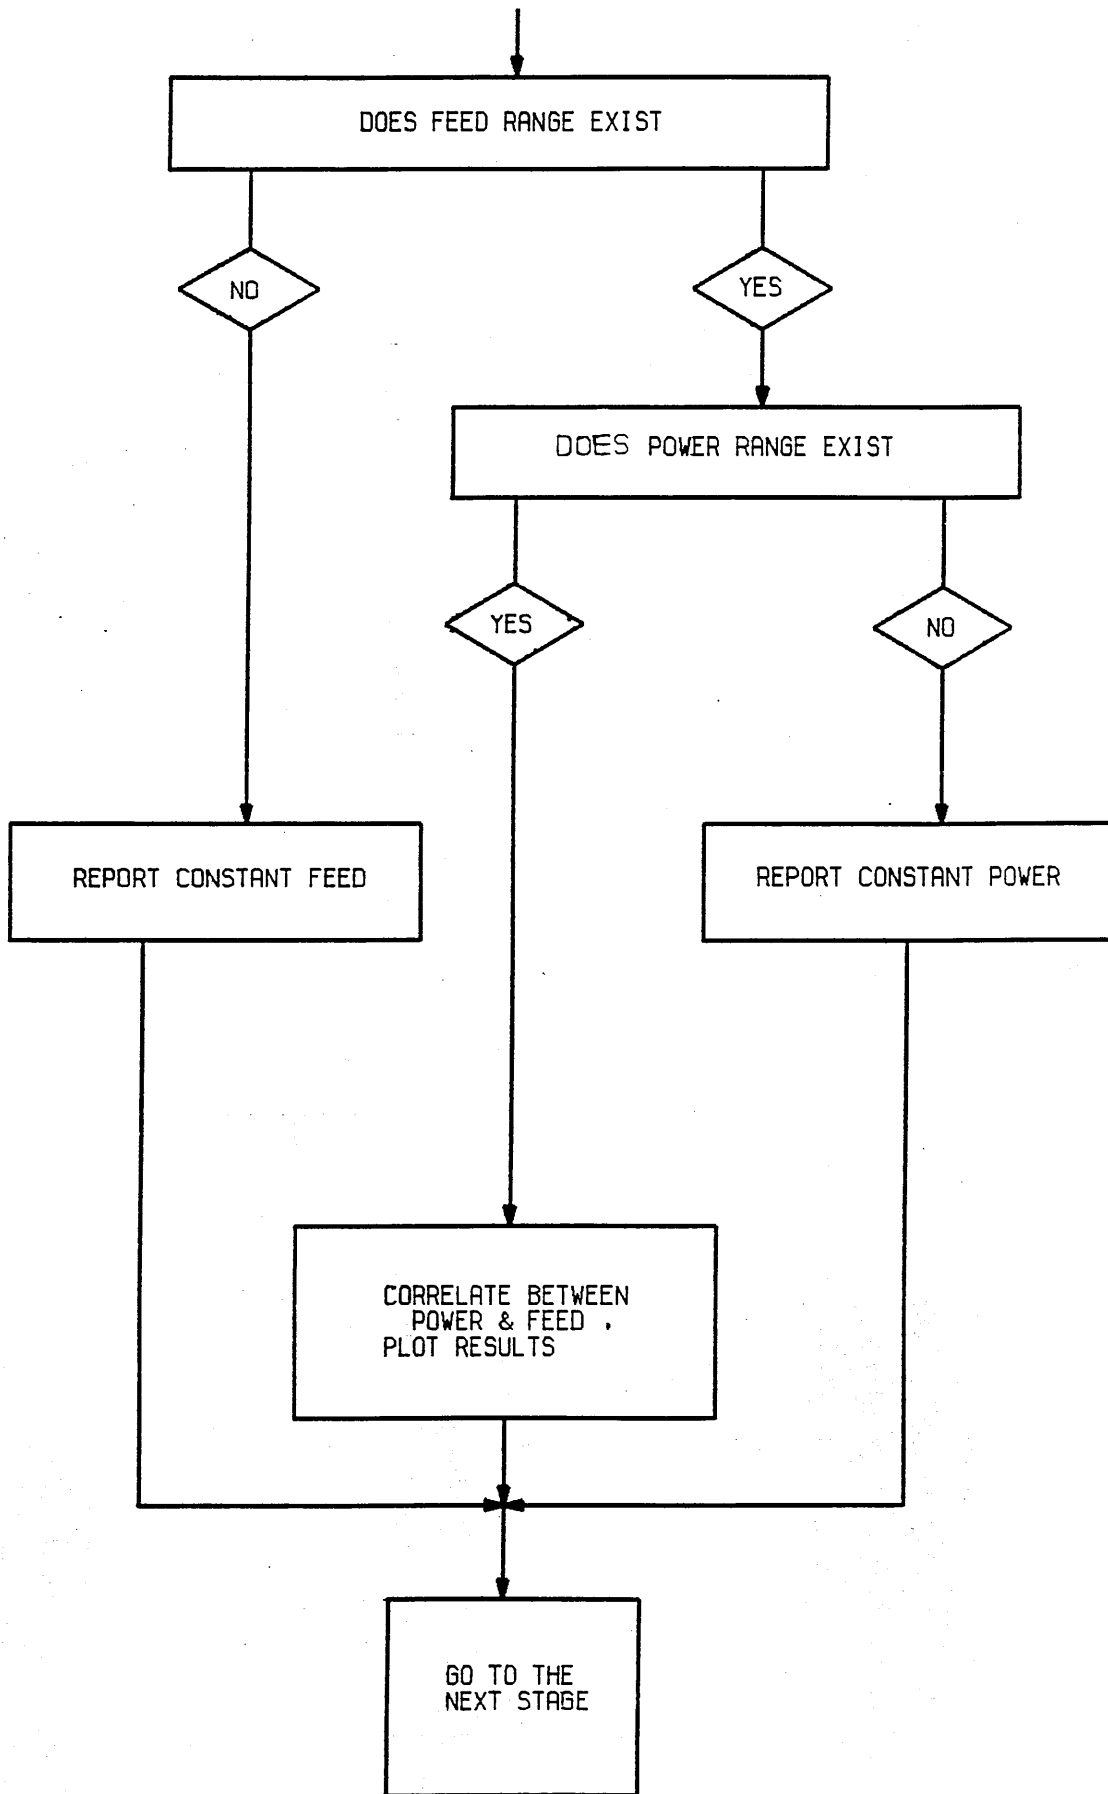 DOES FEED RANGE EXIST
NO
YES
DOES POWER RANGE EXIST
YES
NO
REPORT CONSTANT FEED
REPORT CONSTANT POWER
CORRELATE BETWEEN
POWER & FEED .
PLOT RESULTS
GO TO THE
NEXT STAGE